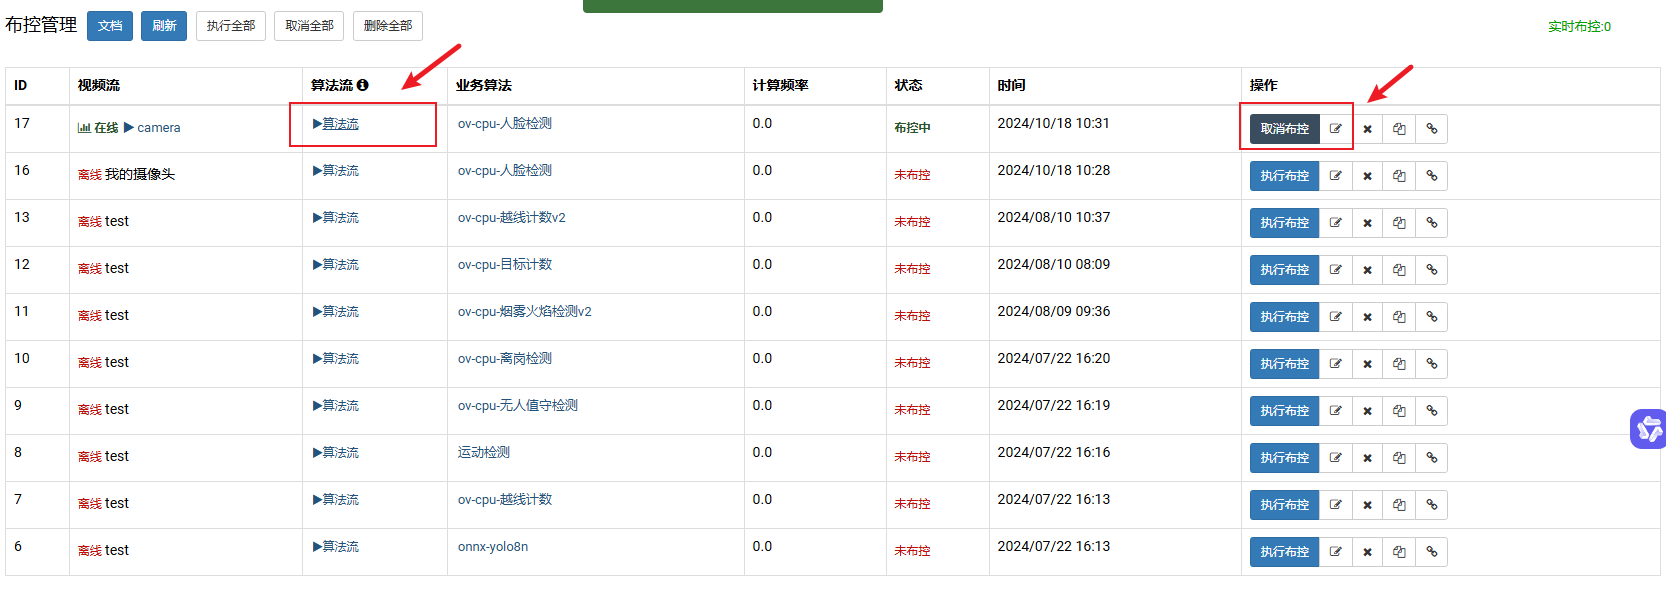 布控管理 文档 刷新 执行全部 取消全部 删除全部 实时布控:0
ID 视频流 算法流 业务算法 计算频率 状态 时间 操作
17 在线 camera 算法流 ov-cpu-人脸检测 0.0 布控中 2024/10/18 10:31 取消布控
16 离线 我的摄像头 算法流 ov-cpu-人脸检测 0.0 未布控 2024/10/18 10:28 执行布控
13 离线 test 算法流 ov-cpu-越线计数v2 0.0 未布控 2024/08/10 10:37 执行布控
12 离线 test 算法流 ov-cpu-目标计数 0.0 未布控 2024/08/10 08:09 执行布控
11 离线 test 算法流 ov-cpu-烟雾火焰检测v2 0.0 未布控 2024/08/09 09:36 执行布控
10 离线 test 算法流 ov-cpu-离岗检测 0.0 未布控 2024/07/22 16:20 执行布控
9 离线 test 算法流 ov-cpu-无人值守检测 0.0 未布控 2024/07/22 16:19 执行布控
8 离线 test 算法流 运动检测 0.0 未布控 2024/07/22 16:16 执行布控
7 离线 test 算法流 ov-cpu-越线计数 0.0 未布控 2024/07/22 16:13 执行布控
6 离线 test 算法流 onnx-yolo8n 0.0 未布控 2024/07/22 16:13 执行布控